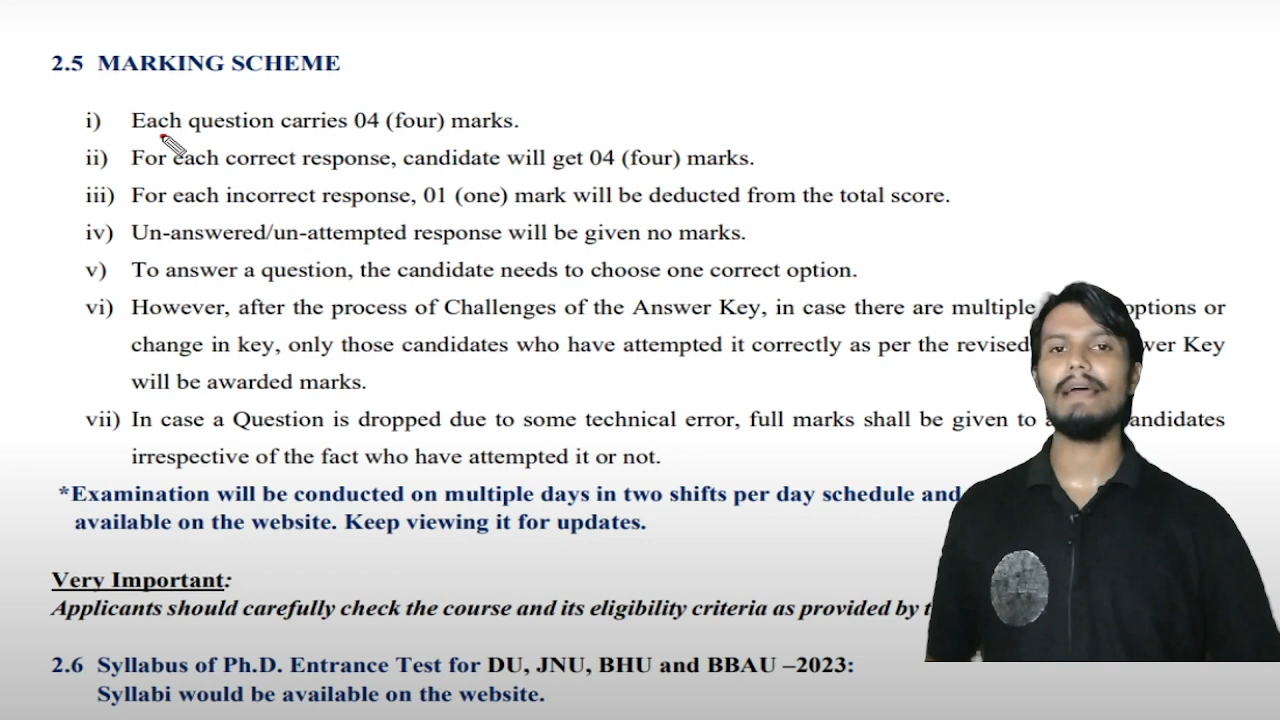 2.5 MARKING SCHEME
i) Each question carries 04 (four) marks.
ii) For each correct response, candidate will get 04 (four) marks.
iii) For each incorrect response, 01 (one) mark will be deducted from the total score.
iv) Un-answered/un-attempted response will be given no marks.
v) To answer a question, the candidate needs to choose one correct option.
vi) However, after the process of Challenges of the Answer Key, in case there are multiple options or
change in key, only those candidates who have attempted it correctly as per the revised Key
will be awarded marks.
vii) In case a Question is dropped due to some technical error, full marks shall be given to
irrespective of the fact who have attempted it or not.
*Examination will be conducted on multiple days in two shifts per day schedule and
available on the website. Keep viewing it for updates.
Very Important:
Applicants should carefully check the course and its eligibility criteria as provided by
2.6 Syllabus of Ph.D. Entrance Test for DU, JNU, BHU and BBAU –2023:
Syllabi would be available on the website.